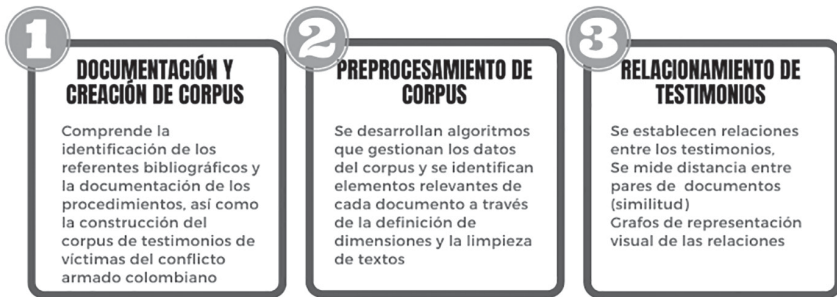 1
DOCUMENTACIÓN Y
CREACIÓN DE CORPUS
Comprende la
identificación de los
referentes bibliográficos y
la documentación de los
procedimientos, así como
la construcción del
corpus de testimonios de
víctimas del conflicto
armado colombiano
2
PREPROCESAMIENTO DE
CORPUS
Se desarrollan algoritmos
que gestionan los datos
del corpus y se identifican
elementos relevantes de
cada documento a través
de la definición de
dimensiones y la limpieza
de textos
3
RELACIONAMIENTO DE
TESTIMONIOS
Se establecen relaciones
entre los testimonios,
Se mide distancia entre
pares de documentos
(similitud)
Grafos de representación
visual de las relaciones